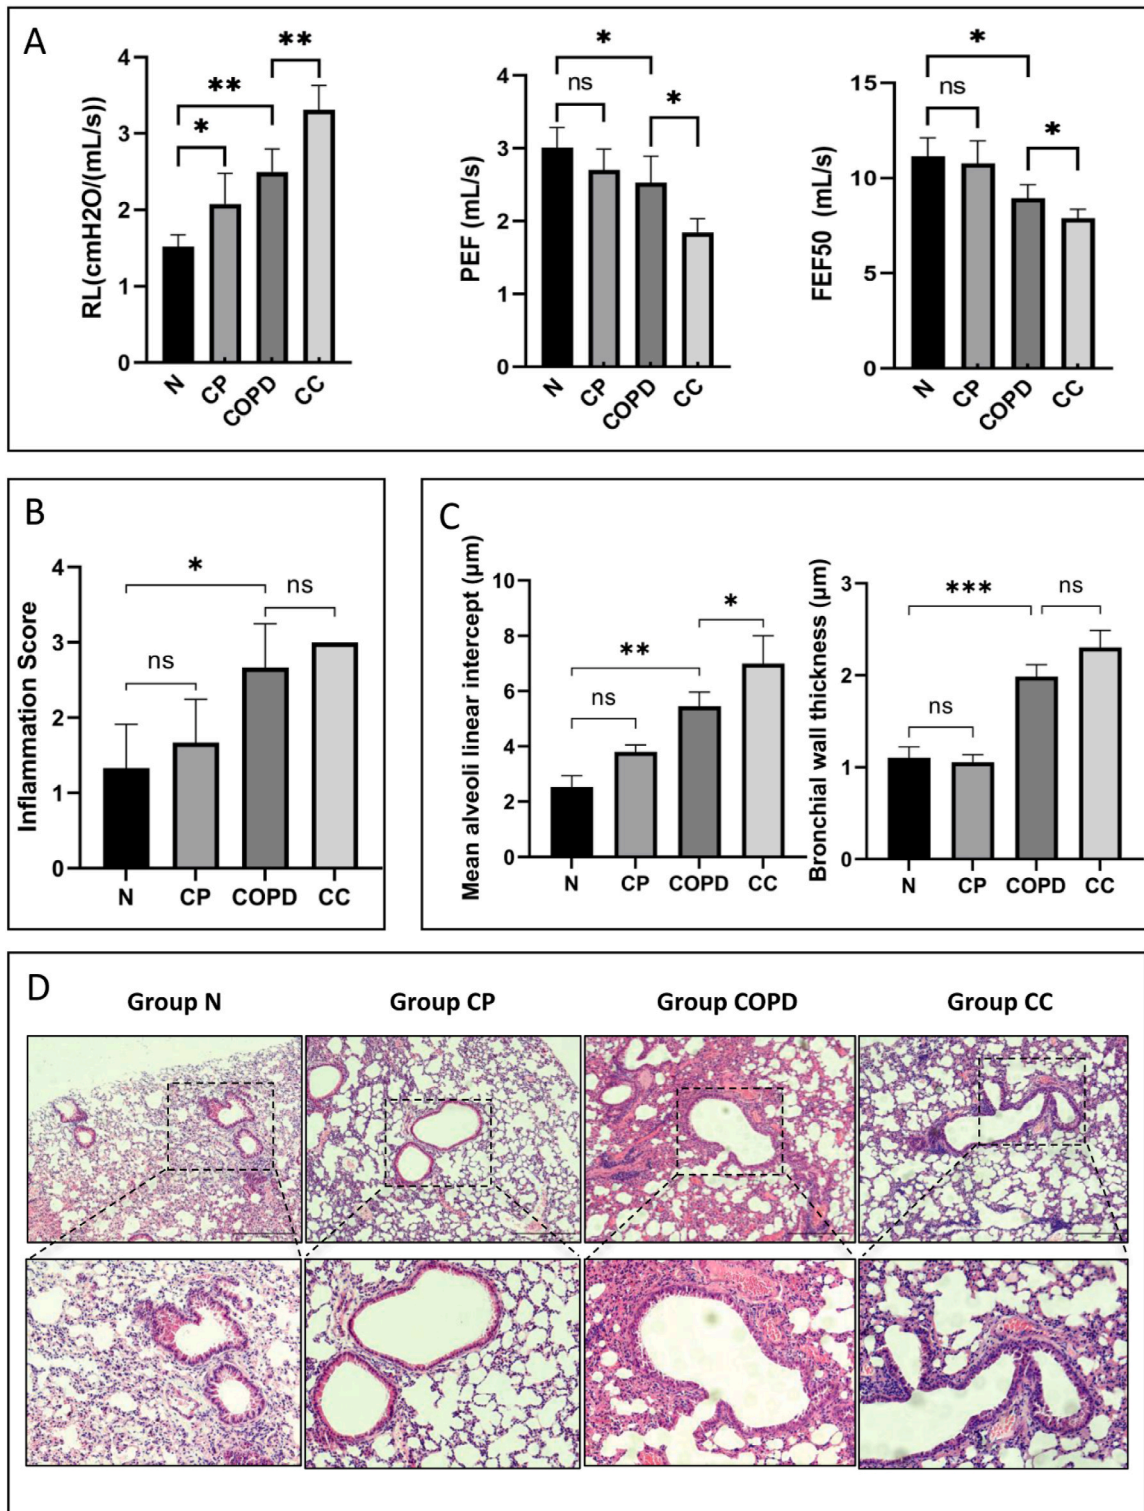 A
RL(cmH2O/(mL/s))
4
3
2
1
0
*
**
**
N
CP
COPD
CC
PEF (mL/s)
4
3
2
1
0
ns
*
*
N
CP
COPD
CC
FEF50 (mL/s)
15
10
5
0
ns
*
*
N
CP
COPD
CC
B
Inflammation Score
4
3
2
1
0
ns
*
ns
N
CP
COPD
CC
C
Mean alveoli linear intercept (μm)
10
8
6
4
2
0
ns
**
*
N
CP
COPD
CC
Bronchial wall thickness (μm)
3
2
1
0
ns
***
ns
N
CP
COPD
CC
D
Group N
Group CP
Group COPD
Group CC